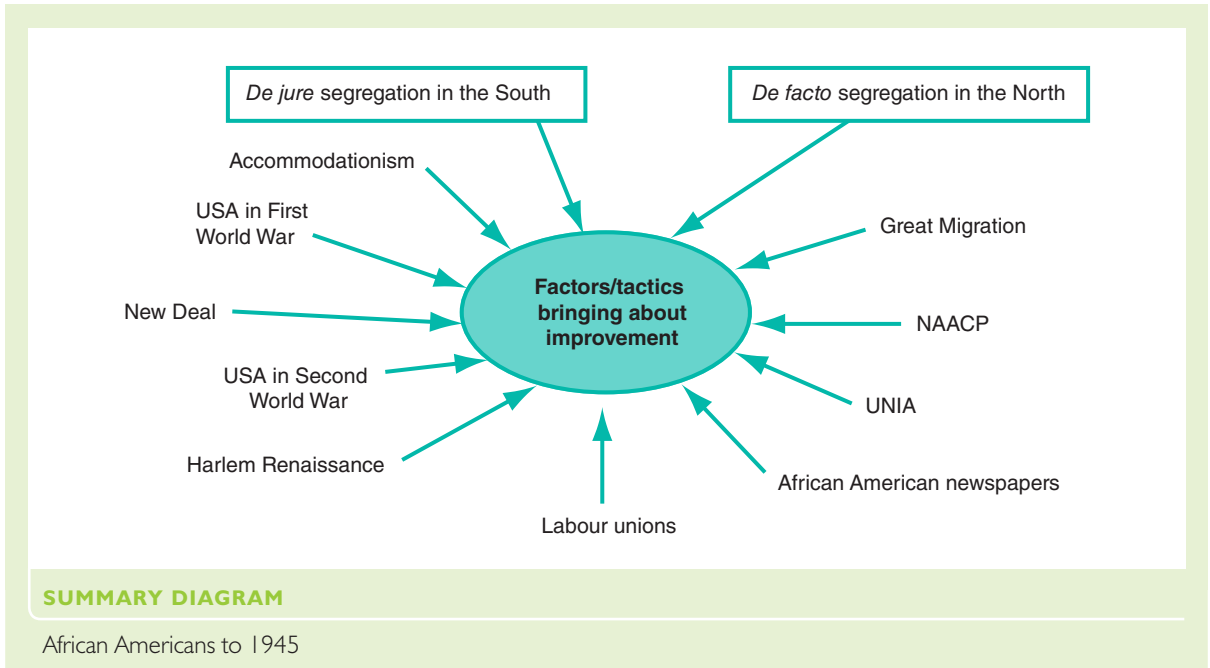 De jure segregation in the South
De facto segregation in the North
Accommodationism
USA in First
World War
Great Migration
Factors/tactics
bringing about
improvement
New Deal
NAACP
USA in Second
World War
UNIA
Harlem Renaissance
African American newspapers
Labour unions
SUMMARY DIAGRAM
African Americans to 1945